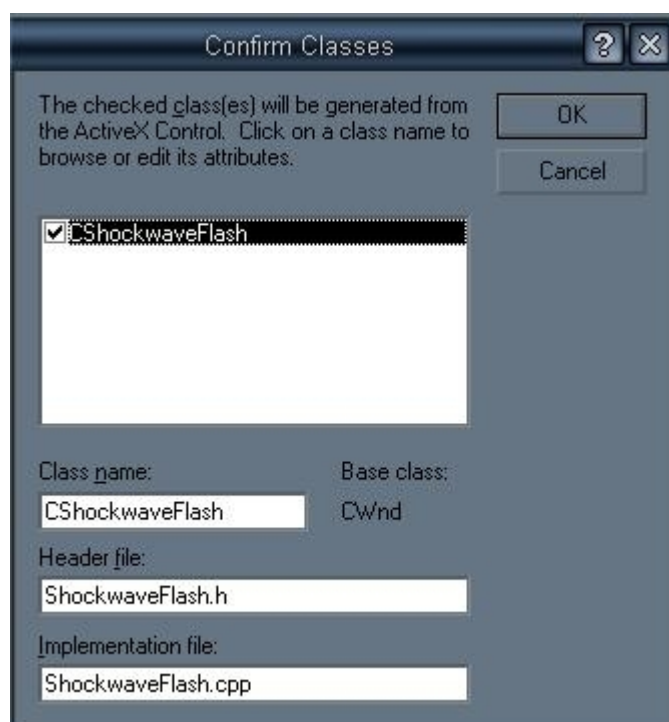 Confirm Classes
The checked class(es) will be generated from
the ActiveX Control. Click on a class name to
browse or edit its attributes.
OK
Cancel
CShockwaveFlash
Class name:
Base class:
CShockwaveFlash
CWnd
Header file:
ShockwaveFlash.h
Implementation file:
ShockwaveFlash.cpp